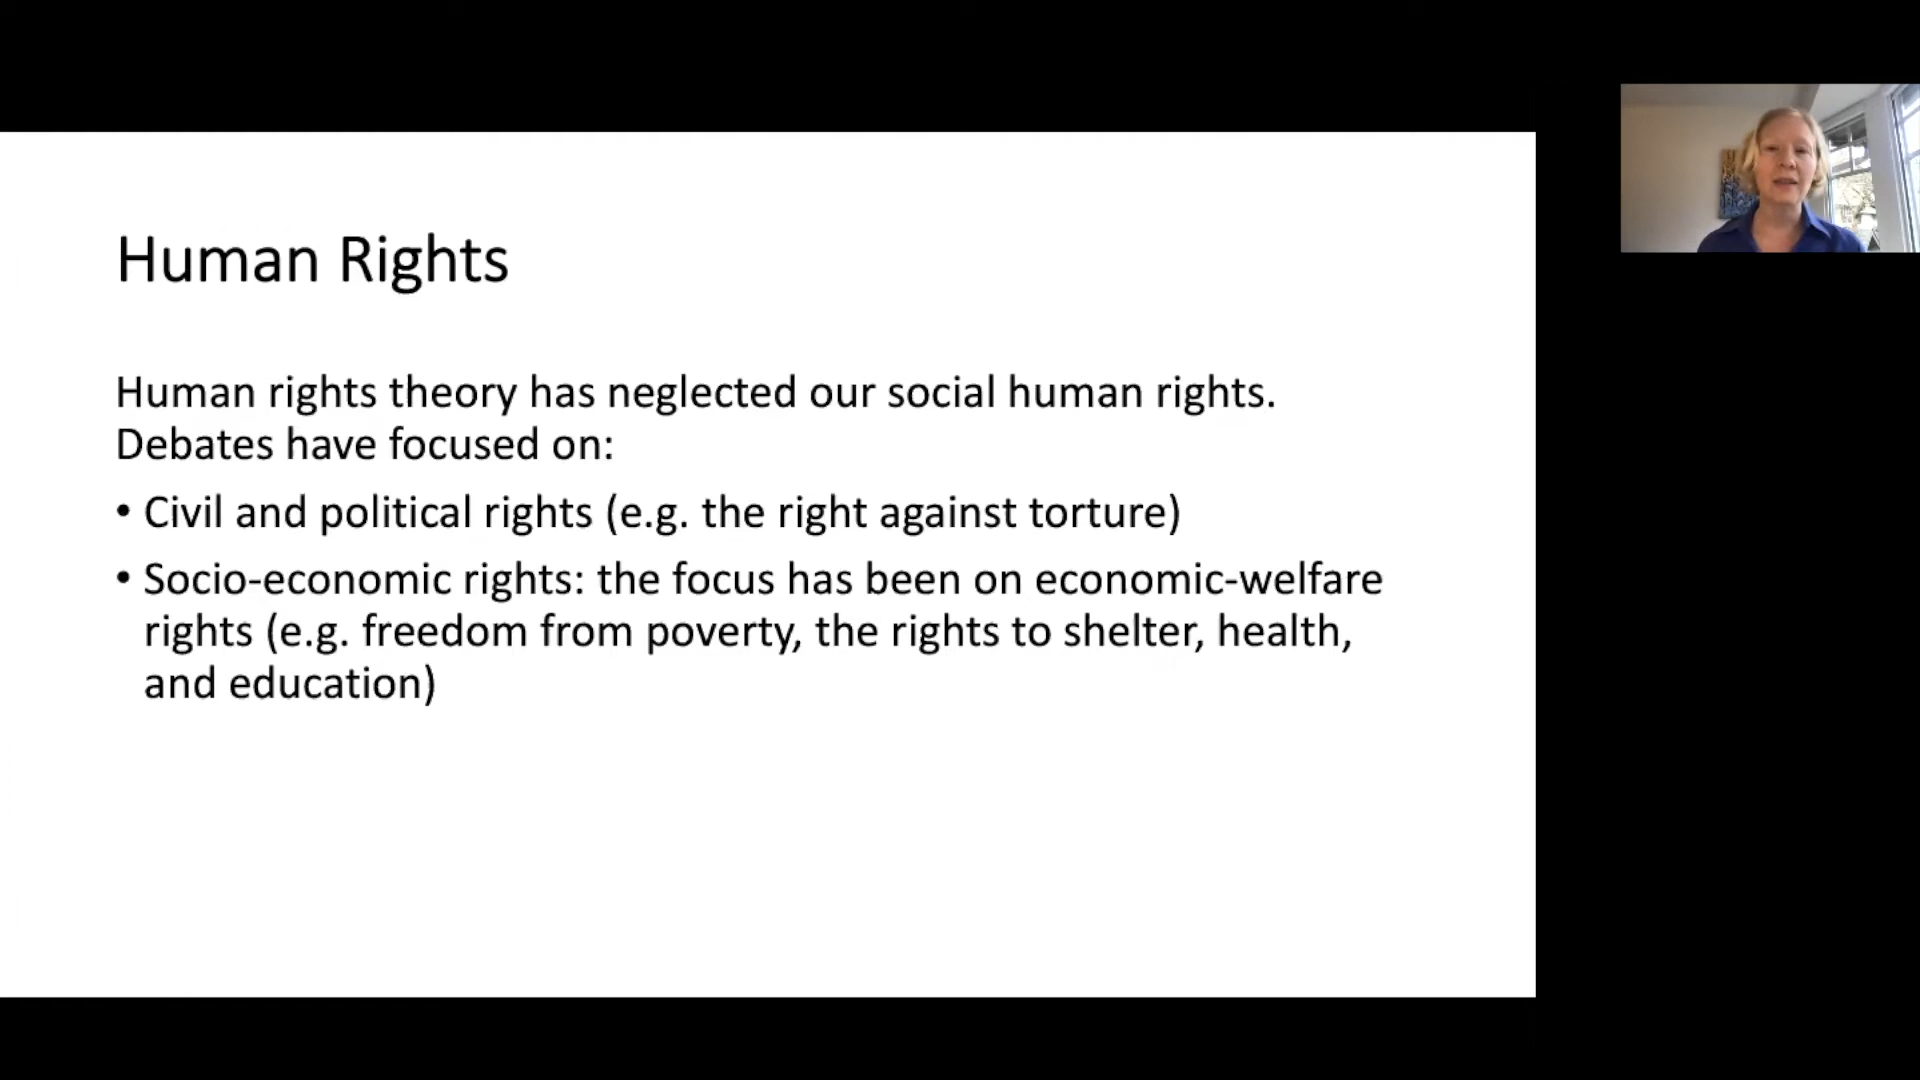 Human Rights
Human rights theory has neglected our social human rights.
Debates have focused on:
• Civil and political rights (e.g. the right against torture)
• Socio-economic rights: the focus has been on economic-welfare
rights (e.g. freedom from poverty, the rights to shelter, health,
and education)